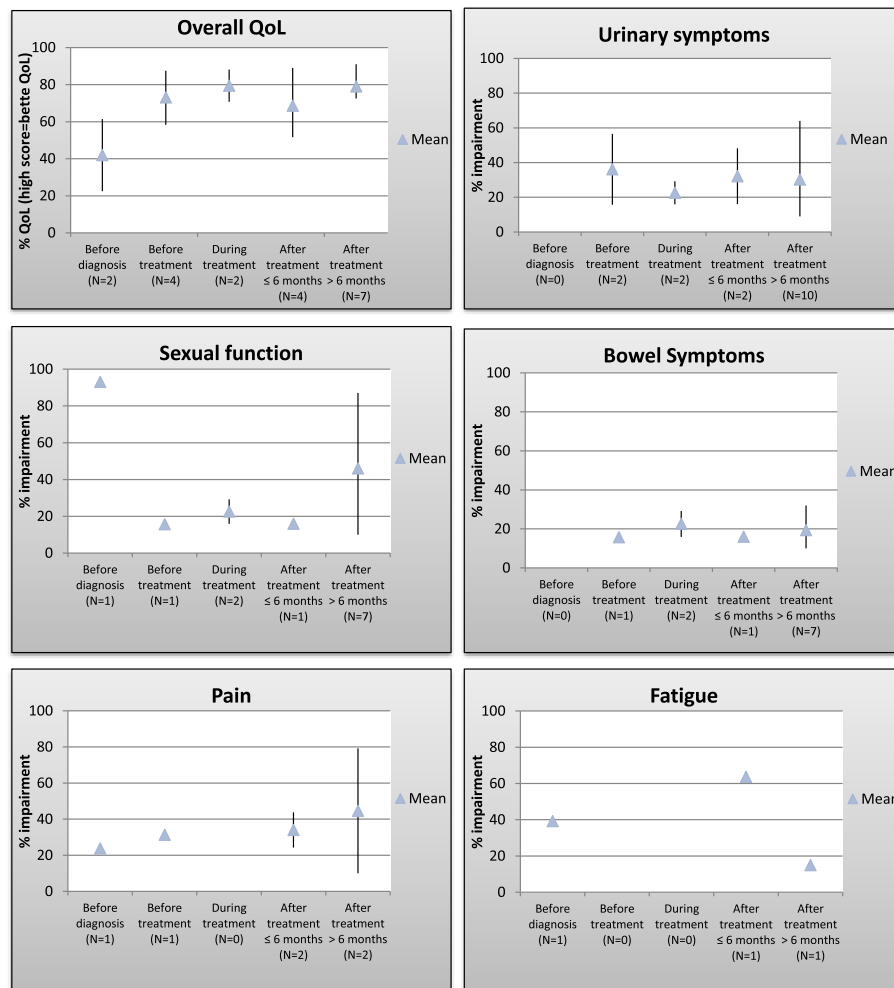 Overall QoL
% QoL (high score=bette QoL)
100
80
60
40
20
0
Before diagnosis (N=2)
Before treatment (N=4)
During treatment (N=2)
After treatment ≤ 6 months (N=4)
After treatment > 6 months (N=7)
Mean
Urinary symptoms
% impairment
100
80
60
40
20
0
Before diagnosis (N=0)
Before treatment (N=2)
During treatment (N=2)
After treatment ≤ 6 months (N=2)
After treatment > 6 months (N=10)
Mean
Sexual function
% impairment
100
80
60
40
20
0
Before diagnosis (N=1)
Before treatment (N=1)
During treatment (N=2)
After treatment ≤ 6 months (N=1)
After treatment > 6 months (N=7)
Mean
Bowel Symptoms
% impairment
100
80
60
40
20
0
Before diagnosis (N=0)
Before treatment (N=1)
During treatment (N=2)
After treatment ≤ 6 months (N=1)
After treatment > 6 months (N=7)
Mean
Pain
% impairment
100
80
60
40
20
0
Before diagnosis (N=1)
Before treatment (N=1)
During treatment (N=0)
After treatment ≤ 6 months (N=2)
After treatment > 6 months (N=2)
Mean
Fatigue
% impairment
100
80
60
40
20
0
Before diagnosis (N=1)
Before treatment (N=0)
During treatment (N=0)
After treatment ≤ 6 months (N=1)
After treatment > 6 months (N=1)
Mean